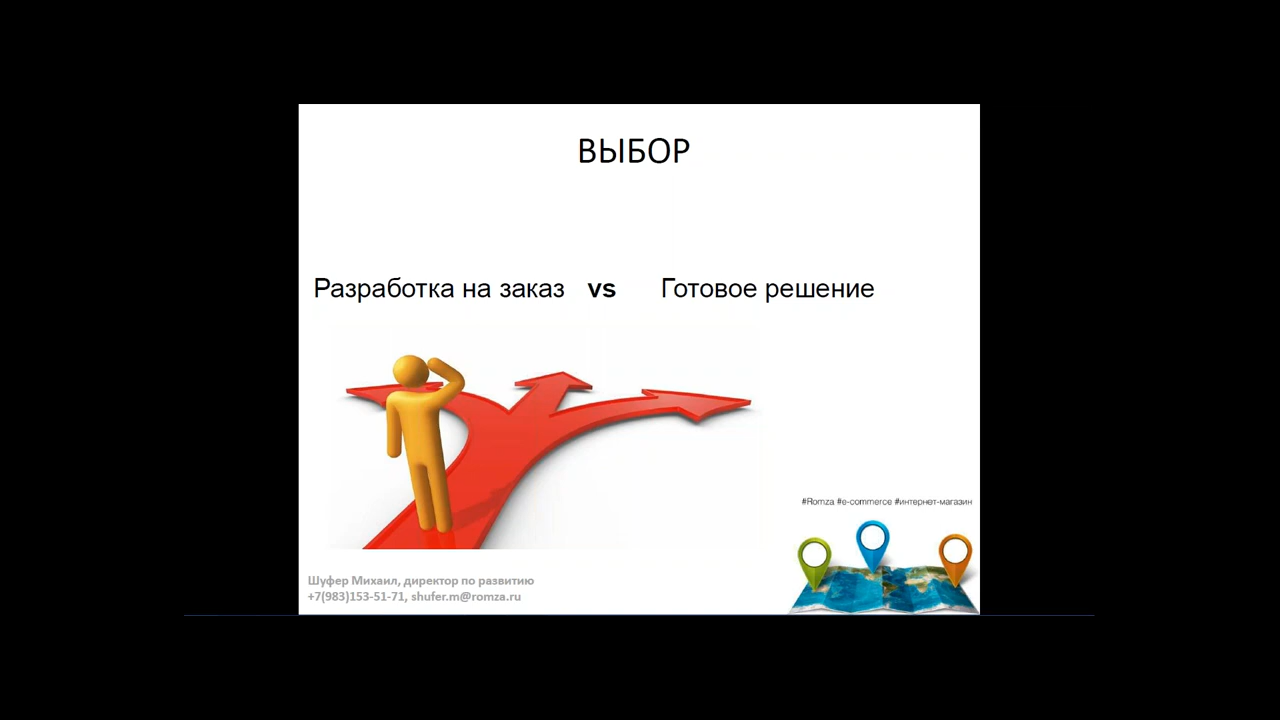 ВЫБОР
Разработка на заказ vs Готовое решение
#Romza #e-commerce #интернет-магазин
Шуфер Михаил, директор по развитию
+7(983)153-51-71, shufer.m@romza.ru